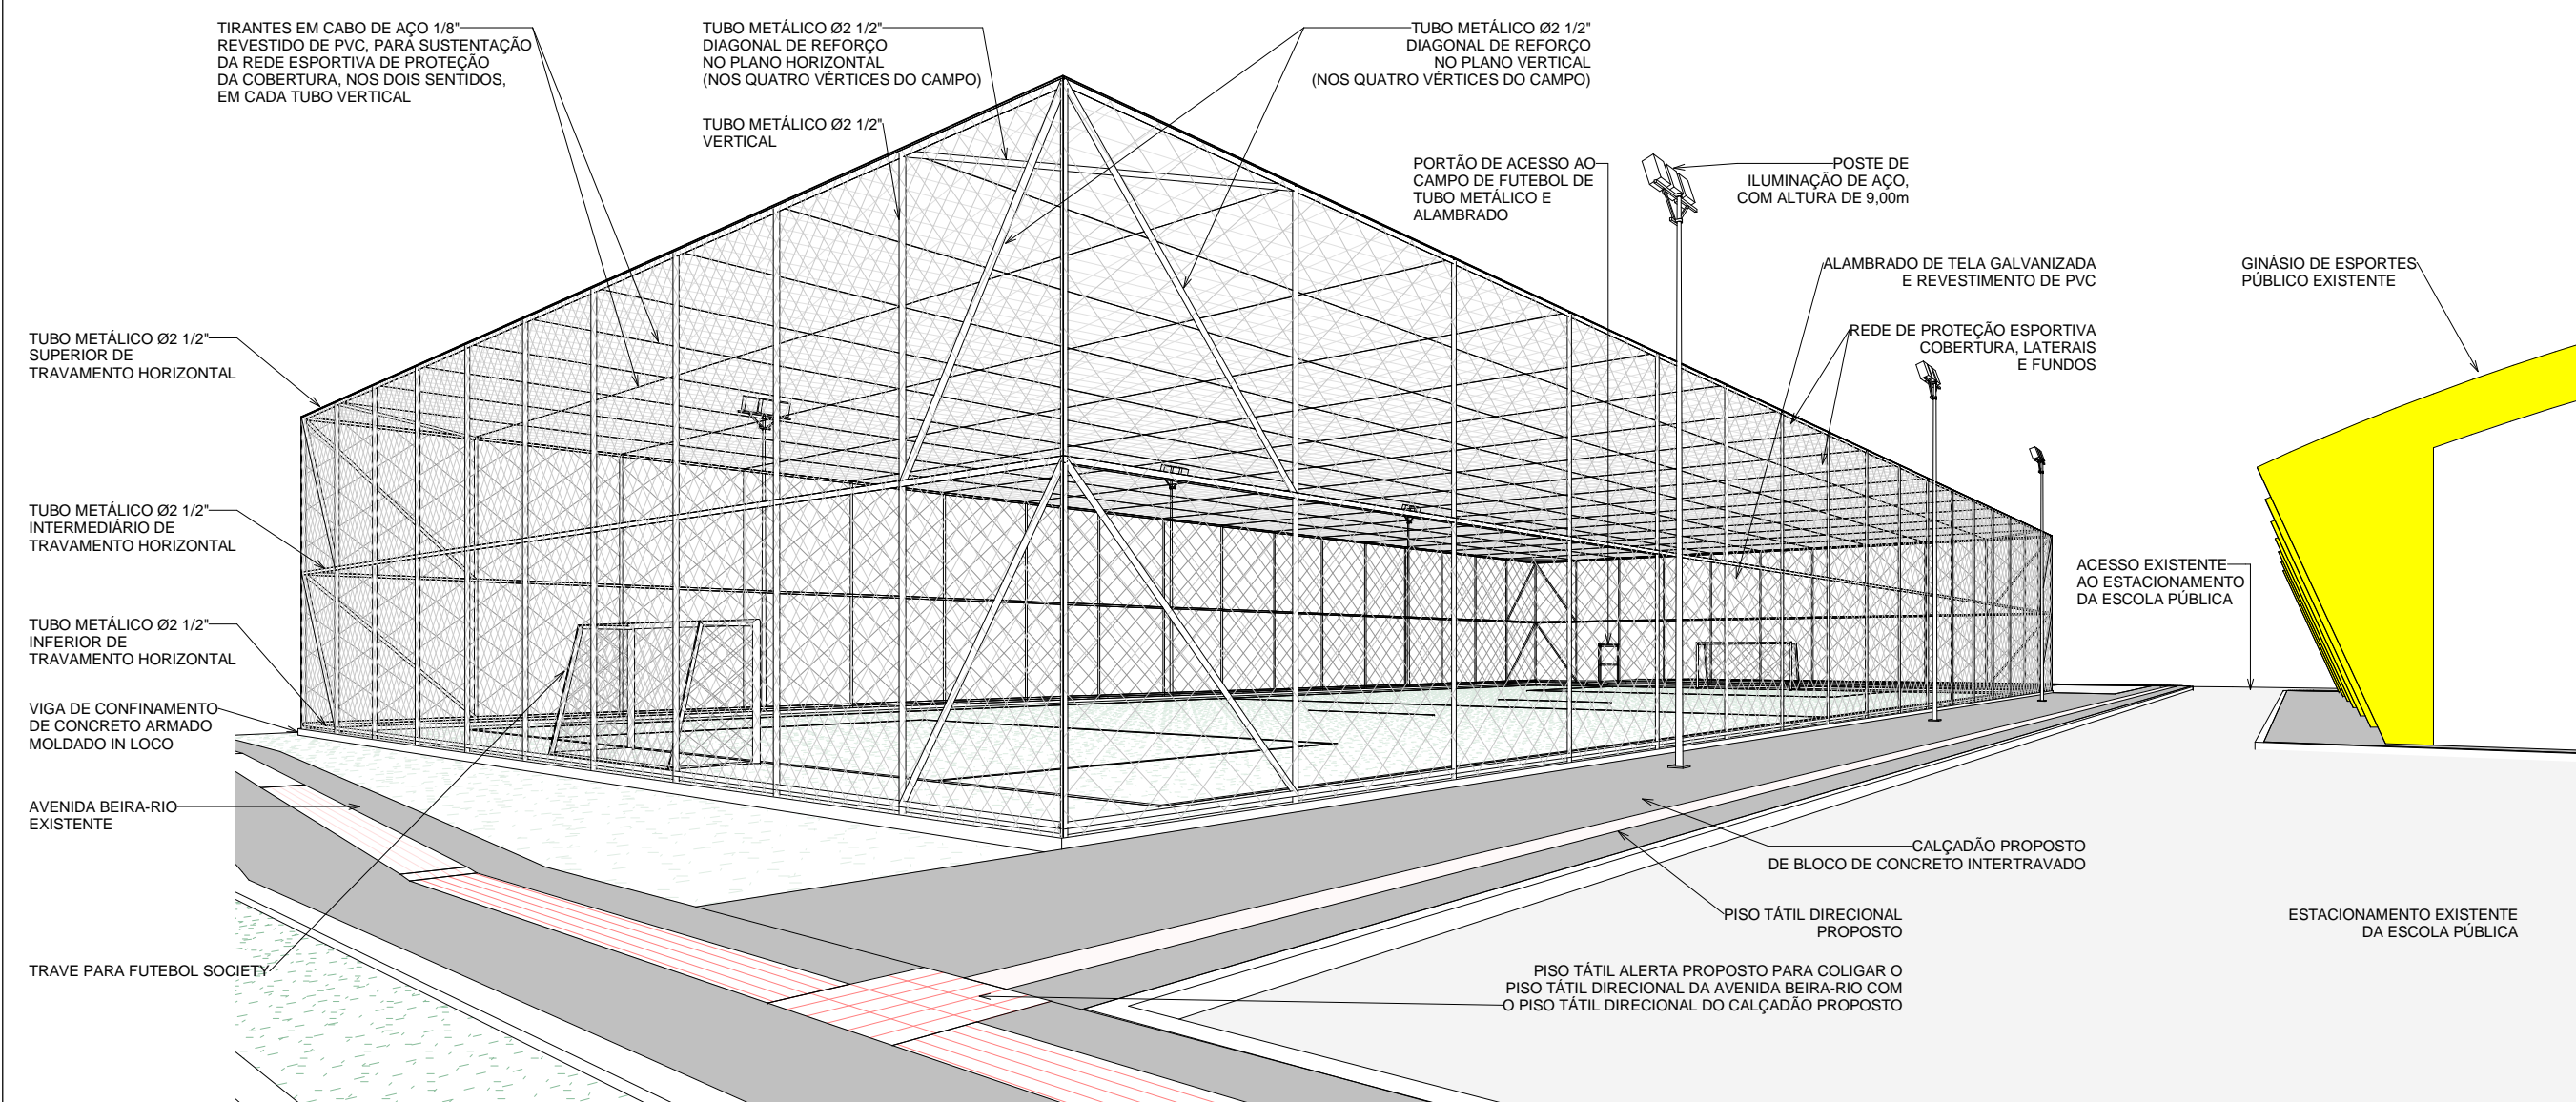 TIRANTES EM CABO DE AÇO 1/8"
REVESTIDO DE PVC, PARA SUSTENTAÇÃO
DA REDE ESPORTIVA DE PROTEÇÃO
DA COBERTURA, NOS DOIS SENTIDOS,
EM CADA TUBO VERTICAL
TUBO METÁLICO Ø2 1/2"
DIAGONAL DE REFORÇO
NO PLANO HORIZONTAL
(NOS QUATRO VÉRTICES DO CAMPO)
TUBO METÁLICO Ø2 1/2"
VERTICAL
TUBO METÁLICO Ø2 1/2"
DIAGONAL DE REFORÇO
NO PLANO VERTICAL
(NOS QUATRO VÉRTICES DO CAMPO)
PORTÃO DE ACESSO AO
CAMPO DE FUTEBOL DE
TUBO METÁLICO E
ALAMBRADO
POSTE DE
ILUMINAÇÃO DE AÇO,
COM ALTURA DE 9,00m
ALAMBRADO DE TELA GALVANIZADA
E REVESTIMENTO DE PVC
REDE DE PROTEÇÃO ESPORTIVA
COBERTURA, LATERAIS
E FUNDOS
GINÁSIO DE ESPORTES
PÚBLICO EXISTENTE
TUBO METÁLICO Ø2 1/2"
SUPERIOR DE
TRAVAMENTO HORIZONTAL
TUBO METÁLICO Ø2 1/2"
INTERMEDIÁRIO DE
TRAVAMENTO HORIZONTAL
TUBO METÁLICO Ø2 1/2"
INFERIOR DE
TRAVAMENTO HORIZONTAL
VIGA DE CONFINAMENTO
DE CONCRETO ARMADO
MOLDADO IN LOCO
AVENIDA BEIRA-RIO
EXISTENTE
TRAVE PARA FUTEBOL SOCIETY
ACESSO EXISTENTE
AO ESTACIONAMENTO
DA ESCOLA PÚBLICA
CALÇADÃO PROPOSTO
DE BLOCO DE CONCRETO INTERTRAVADO
PISO TÁTIL DIRECIONAL
PROPOSTO
PISO TÁTIL ALERTA PROPOSTO PARA COLIGAR O
PISO TÁTIL DIRECIONAL DA AVENIDA BEIRA-RIO COM
O PISO TÁTIL DIRECIONAL DO CALÇADÃO PROPOSTO
ESTACIONAMENTO EXISTENTE
DA ESCOLA PÚBLICA